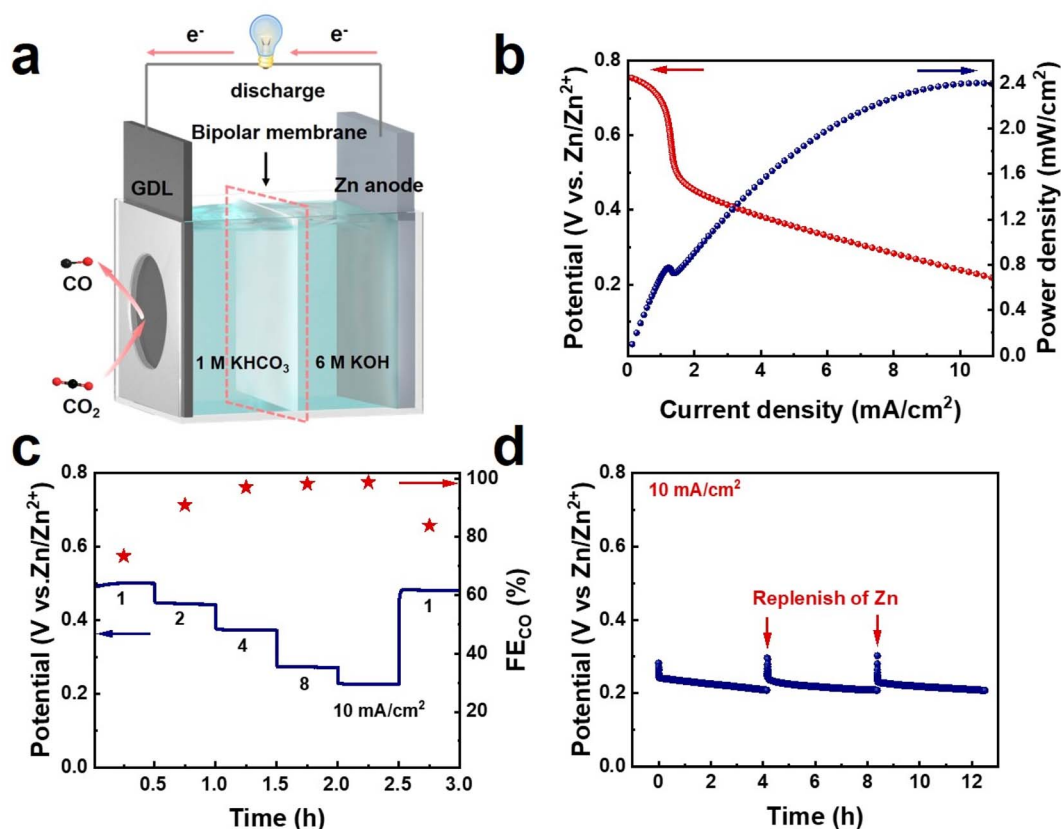 a
e- e-
discharge
Bipolar membrane
GDL
Zn anode
CO
CO2
1 M KHCO3
6 M KOH
b
Potential (V vs. Zn/Zn2+)
0.8
0.6
0.4
0.2
0 2 4 6 8 10
Current density (mA/cm2)
2.4
2.0
1.6
1.2
0.8
0.4
0.0
Power density (mW/cm2)
c
Potential (V vs.Zn/Zn2+)
0.8
0.6
0.4
0.2
0.0
1
2
4
8
10 mA/cm2
1
0.5 1.0 1.5 2.0 2.5 3.0
Time (h)
100
80
60
40
20
FECO (%)
d
Potential (V vs Zn/Zn2+)
0.8
0.6
0.4
0.2
0.0
10 mA/cm2
Replenish of Zn
0 2 4 6 8 10 12
Time (h)